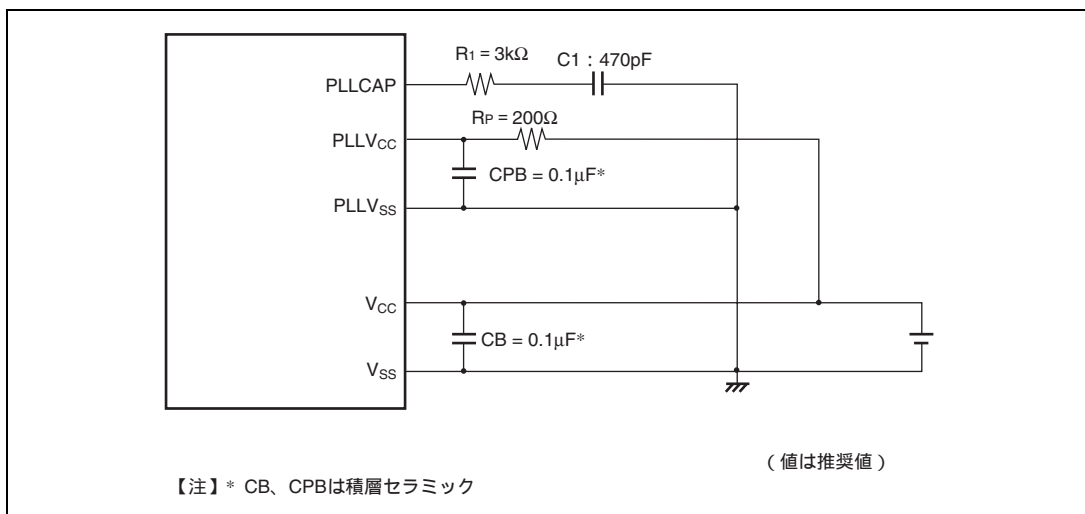 R1 = 3kΩ
C1 : 470pF
PLLCAP
RP = 200Ω
PLLVCC
CPB = 0.1μF*
PLLVSS
VCC
CB = 0.1μF*
VSS
（値は推奨値）
【注】* CB、CPBは積層セラミック